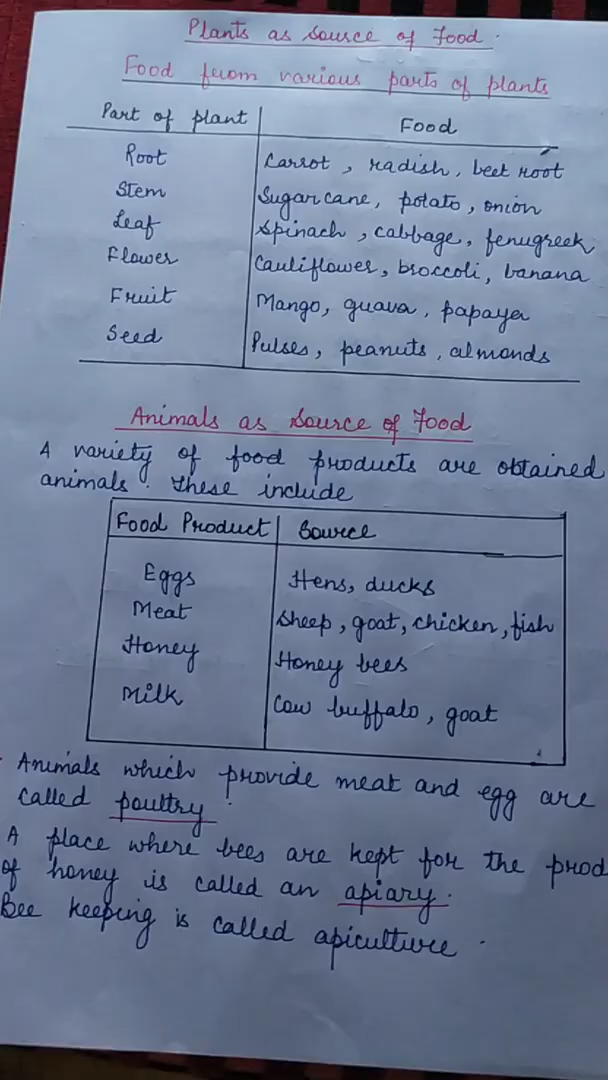 Plants as Source of Food.
Food from various parts of plants
Part of plant Food
Root Carrot, radish, beet root
Stem Sugarcane, potato, onion
Leaf Spinach, cabbage, fenugreek
Flower Cauliflower, broccoli, banana
Fruit Mango, guava, papaya
Seed Pulses, peanuts, almonds
Animals as Source of Food
A variety of food products are obtained
animals. These include
Food Product Source
Eggs Hens, ducks
Meat Sheep, goat, chicken, fish
Honey Honey bees
Milk Cow buffalo, goat
Animals which provide meat and egg are
called poultry.
A place where bees are kept for the prod
of honey is called an apiary.
Bee keeping is called apiculture.